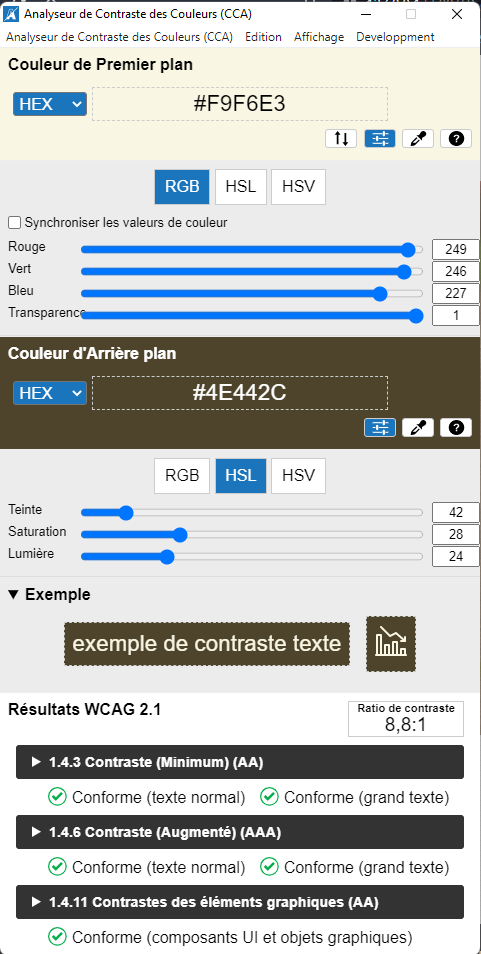 Analyseur de Contraste des Couleurs (CCA)
Analyseur de Contraste des Couleurs (CCA) Edition Affichage Developpment
Couleur de Premier plan
HEX #F9F6E3
RGB HSL HSV
Synchroniser les valeurs de couleur
Rouge 249
Vert 246
Bleu 227
Transparence 1
Couleur d'Arrière plan
HEX #4E442C
RGB HSL HSV
Teinte 42
Saturation 28
Lumière 24
▼ Exemple
exemple de contraste texte
Résultats WCAG 2.1
Ratio de contraste
8,8:1
▶ 1.4.3 Contraste (Minimum) (AA)
Conforme (texte normal) Conforme (grand texte)
▶ 1.4.6 Contraste (Augmenté) (AAA)
Conforme (texte normal) Conforme (grand texte)
▶ 1.4.11 Contrastes des éléments graphiques (AA)
Conforme (composants UI et objets graphiques)